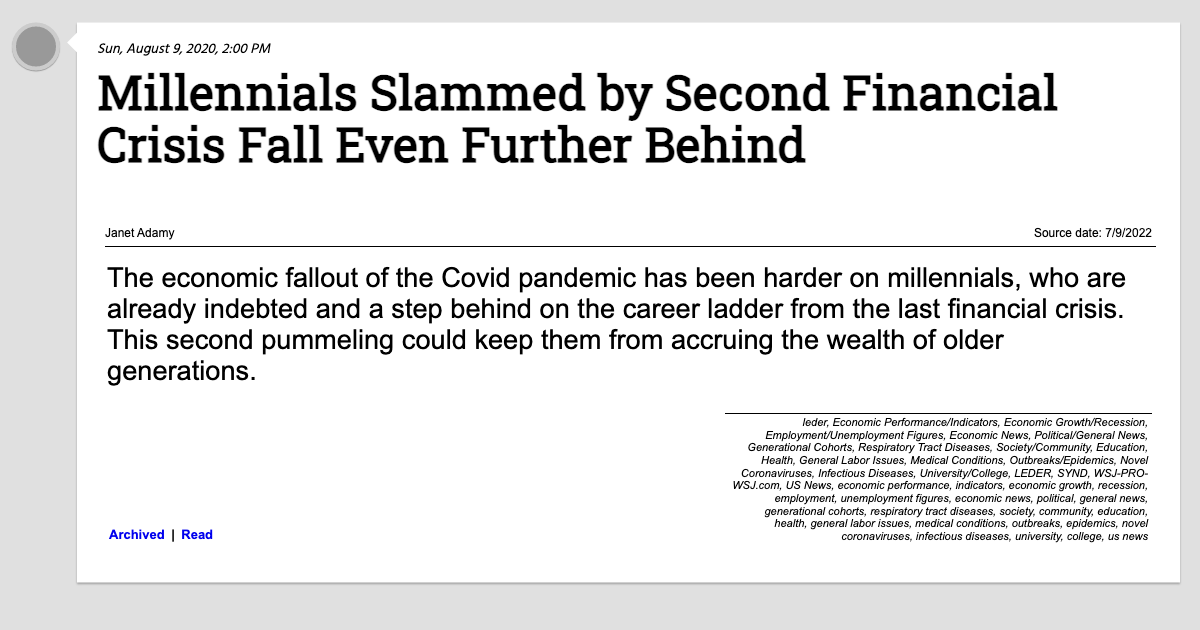 Sun, August 9, 2020, 2:00 PM
Millennials Slammed by Second Financial
Crisis Fall Even Further Behind
Janet Adamy
Source date: 7/9/2022
The economic fallout of the Covid pandemic has been harder on millennials, who are
already indebted and a step behind on the career ladder from the last financial crisis.
This second pummeling could keep them from accruing the wealth of older
generations.
leder, Economic Performance/Indicators, Economic Growth/Recession,
Employment/Unemployment Figures, Economic News, Political/General News,
Generational Cohorts, Respiratory Tract Diseases, Society/Community, Education,
Health, General Labor Issues, Medical Conditions, Outbreaks/Epidemics, Novel
Coronaviruses, Infectious Diseases, University/College, LEDER, SYND, WSJ-PRO-
WSJ.com, US News, economic performance, indicators, economic growth, recession,
employment, unemployment figures, economic news, political, general news,
generational cohorts, respiratory tract diseases, society, community, education,
health, general labor issues, medical conditions, outbreaks, epidemics, novel
coronaviruses, infectious diseases, university, college, us news
Archived | Read